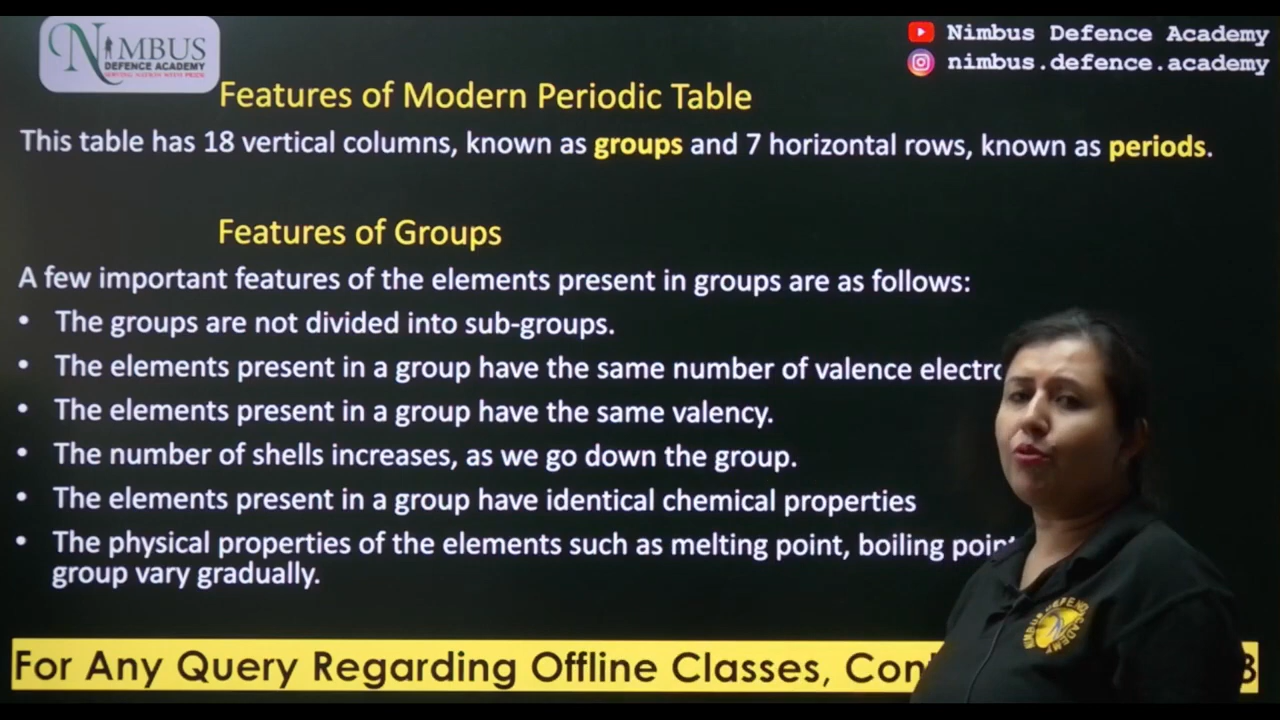 NIMBUS
DEFENCE ACADEMY
Nimbus Defence Academy
nimbus.defence.academy
Features of Modern Periodic Table
This table has 18 vertical columns, known as groups and 7 horizontal rows, known as periods.
Features of Groups
A few important features of the elements present in groups are as follows:
• The groups are not divided into sub-groups.
• The elements present in a group have the same number of valence
• The elements present in a group have the same valency.
• The number of shells increases, as we go down the group.
• The elements present in a group have identical chemical properties
• The physical properties of the elements such as melting point, boiling
group vary gradually.
For Any Query Regarding Offline Classes,